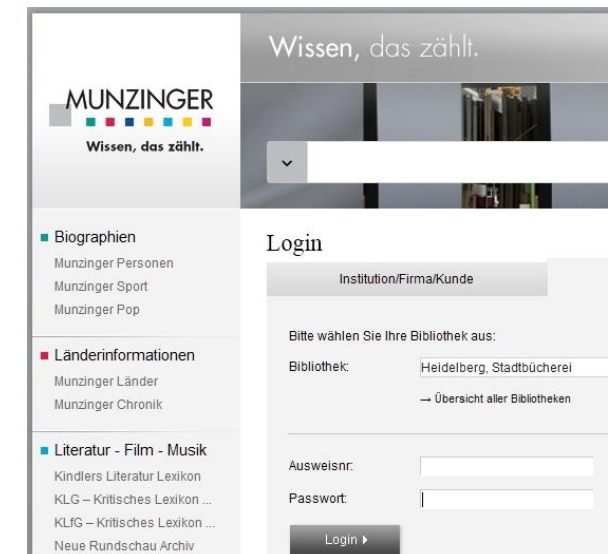 Wissen, das zählt.
MUNZINGER
Wissen, das zählt.
Biographien
Munzinger Personen
Munzinger Sport
Munzinger Pop
Länderinformationen
Munzinger Länder
Munzinger Chronik
Literatur - Film - Musik
Kindlers Literatur Lexikon
KLG – Kritisches Lexikon ...
KLfG – Kritisches Lexikon ...
Neue Rundschau Archiv
Login
Institution/Firma/Kunde
Bitte wählen Sie Ihre Bibliothek aus:
Bibliothek: Heidelberg, Stadtbücherei
→ Übersicht aller Bibliotheken
Ausweisnr:
Passwort:
Login